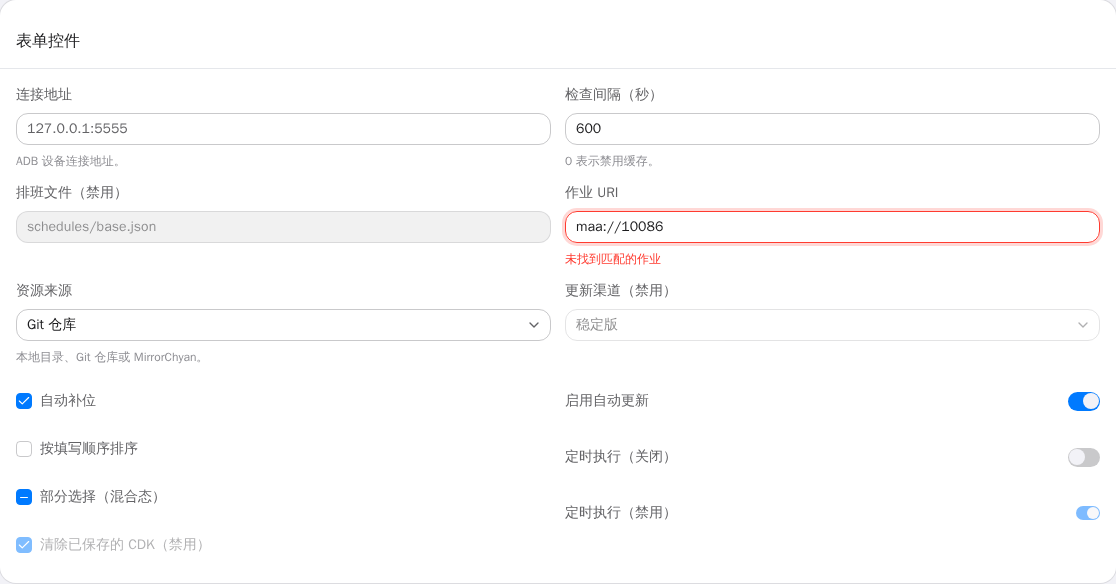 表单控件
连接地址
127.0.0.1:5555
ADB 设备连接地址。
检查间隔（秒）
600
0 表示禁用缓存。
排班文件（禁用）
schedules/base.json
作业 URI
maa://10086
未找到匹配的作业
资源来源
Git 仓库
本地目录、Git 仓库或 MirrorChyan。
更新渠道（禁用）
稳定版
自动补位
按填写顺序排序
部分选择（混合态）
清除已保存的 CDK（禁用）
启用自动更新
定时执行（关闭）
定时执行（禁用）